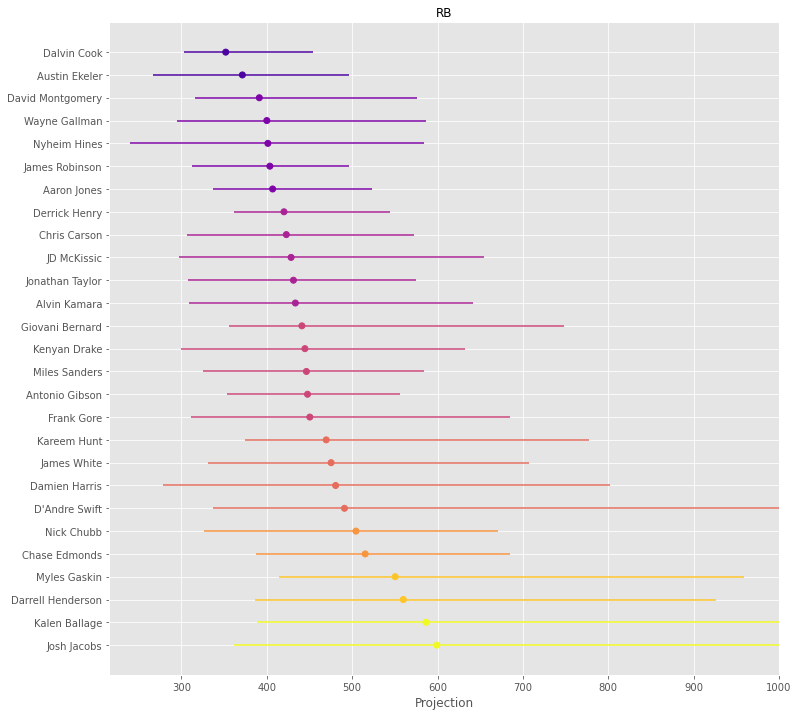 RB
Dalvin Cook
Austin Ekeler
David Montgomery
Wayne Gallman
Nyheim Hines
James Robinson
Aaron Jones
Derrick Henry
Chris Carson
JD McKissic
Jonathan Taylor
Alvin Kamara
Giovani Bernard
Kenyan Drake
Miles Sanders
Antonio Gibson
Frank Gore
Kareem Hunt
James White
Damien Harris
D'Andre Swift
Nick Chubb
Chase Edmonds
Myles Gaskin
Darrell Henderson
Kalen Ballage
Josh Jacobs
300 400 500 600 700 800 900 1000
Projection